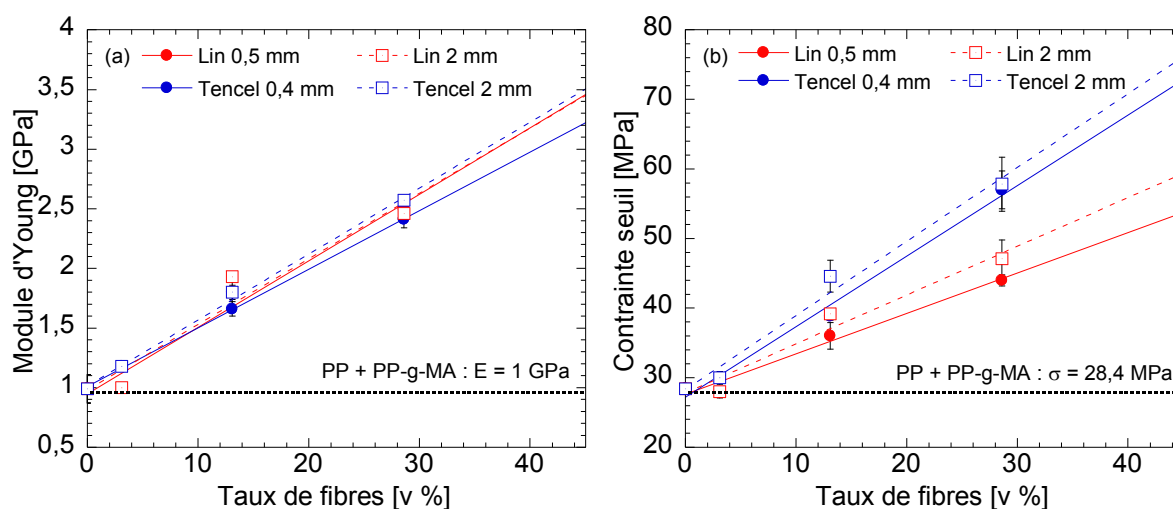 (a)
Lin 0,5 mm
Lin 2 mm
Tencel 0,4 mm
Tencel 2 mm
Module d'Young [GPa]
4
3,5
3
2,5
2
1,5
1
0,5
PP + PP-g-MA : E = 1 GPa
0 10 20 30 40
Taux de fibres [v %]
(b)
Lin 0,5 mm
Lin 2 mm
Tencel 0,4 mm
Tencel 2 mm
Contrainte seuil [MPa]
80
70
60
50
40
30
20
PP + PP-g-MA : σ = 28,4 MPa
0 10 20 30 40
Taux de fibres [v %]